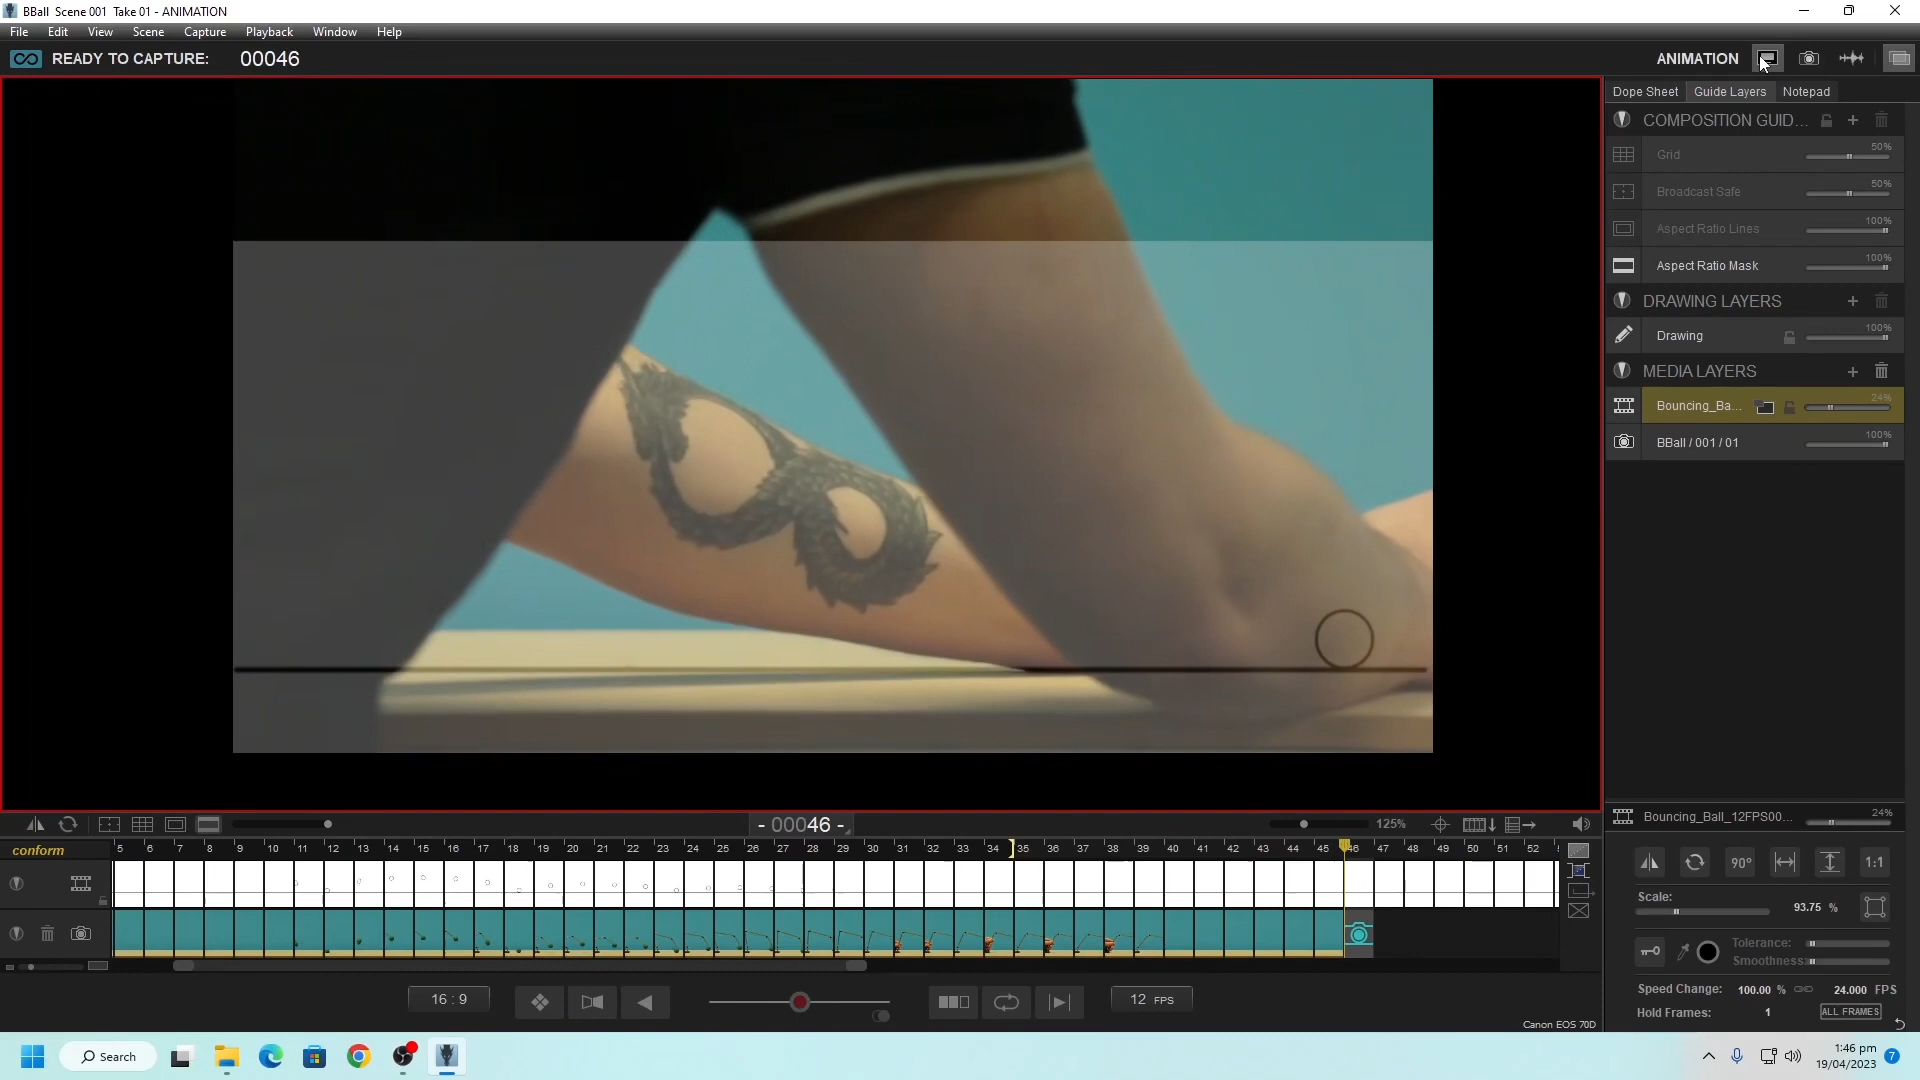 BBall Scene 001 Take 01 - ANIMATION
File Edit View Scene Capture Playback Window Help
READY TO CAPTURE: 00046
ANIMATION
Dope Sheet Guide Layers Notepad
COMPOSITION GUID...
Grid 50%
Broadcast Safe 50%
Aspect Ratio Lines 100%
Aspect Ratio Mask 100%
DRAWING LAYERS
Drawing 100%
MEDIA LAYERS
Bouncing_Ba... 24%
BBall / 001 / 01 100%
- 00046 -
125%
conform
5 6 7 8 9 10 11 12 13 14 15 16 17 18 19 20 21 22 23 24 25 26 27 28 29 30 31 32 33 34 35 36 37 38 39 40 41 42 43 44 45 46 47 48 49 50 51 52
16 : 9
12 FPS
Canon EOS 70D
Bouncing_Ball_12FPS00... 24%
90° 1:1
Scale: 93.75 %
Tolerance:
Smoothness:
Speed Change: 100.00 % 24.000 FPS
Hold Frames: 1 ALL FRAMES
Search
1:46 pm
19/04/2023
7